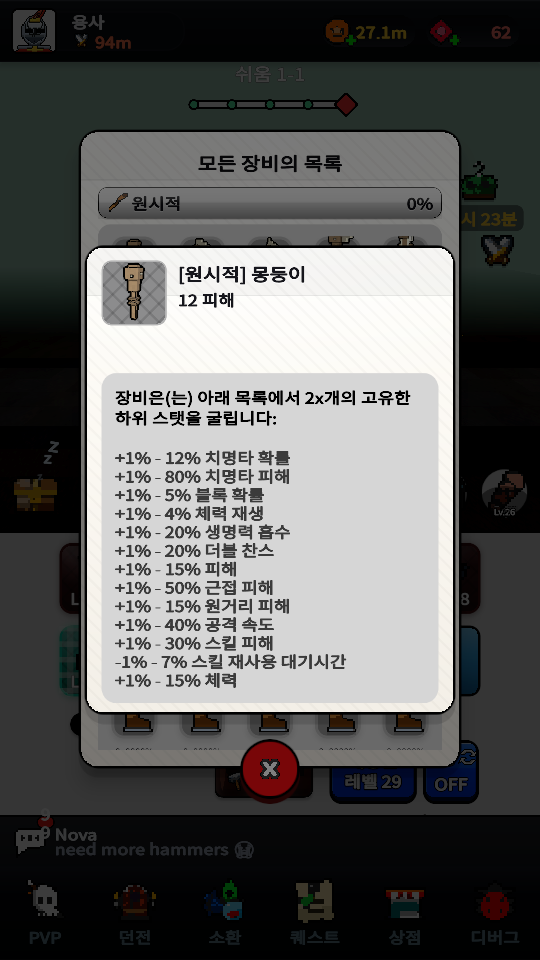 용사
94m
27.1m
62
쉬움 1-1
모든 장비의 목록
원시적
0%
시 23분
[원시적] 몽둥이
12 피해
장비은(는) 아래 목록에서 2x개의 고유한
하위 스탯을 굴립니다:
+1% - 12% 치명타 확률
+1% - 80% 치명타 피해
+1% - 5% 블록 확률
+1% - 4% 체력 재생
+1% - 20% 생명력 흡수
+1% - 20% 더블 찬스
+1% - 15% 피해
+1% - 50% 근접 피해
+1% - 15% 원거리 피해
+1% - 40% 공격 속도
+1% - 30% 스킬 피해
-1% - 7% 스킬 재사용 대기시간
+1% - 15% 체력
z
z
Lv.26
L
8
L
레벨 29
OFF
Nova
need more hammers
PVP
던전
소환
퀘스트
상점
디버그